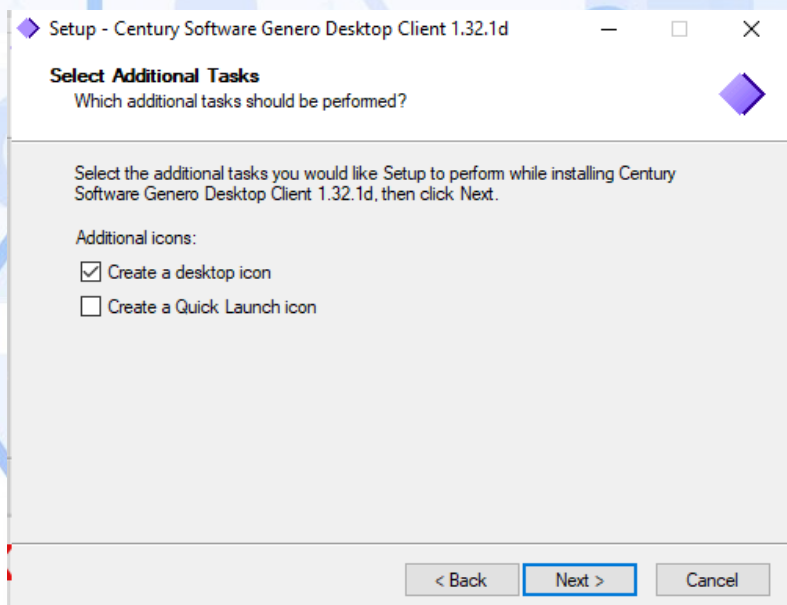 Setup - Century Software Genero Desktop Client 1.32.1d
Select Additional Tasks
Which additional tasks should be performed?
Select the additional tasks you would like Setup to perform while installing Century
Software Genero Desktop Client 1.32.1d, then click Next.
Additional icons:
Create a desktop icon
Create a Quick Launch icon
< Back Next > Cancel